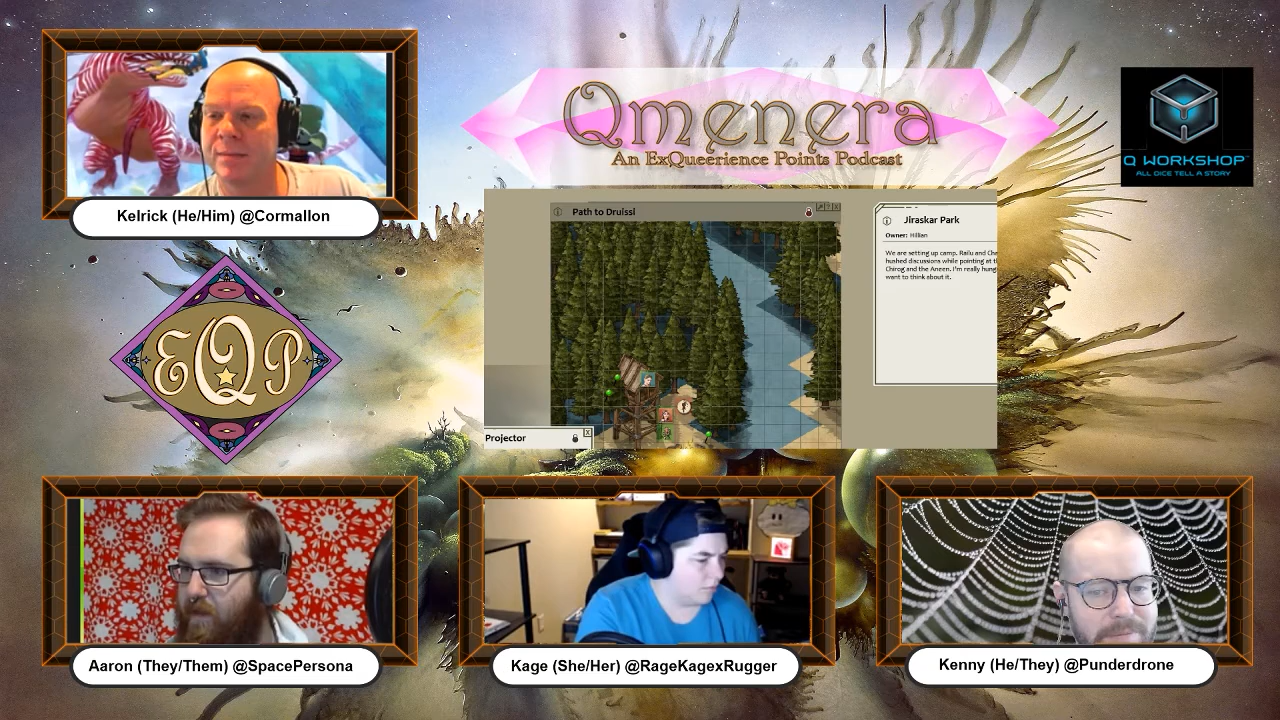 Qmenera
An ExQueerience Points Podcast
Q WORKSHOP
ALL DICE TELL A STORY
Kelrick (He/Him) @Cormallon
Path to Druissi
Jiraskar Park
Owner: Hillian
We are setting up camp. Railu and Cha
hushed discussions while pointing at th
Chirog and the Aneen. I'm really hung
want to think about it.
EQP
Projector
Aaron (They/Them) @SpacePersona
Kage (She/Her) @RageKagexRugger
Kenny (He/They) @Punderdrone